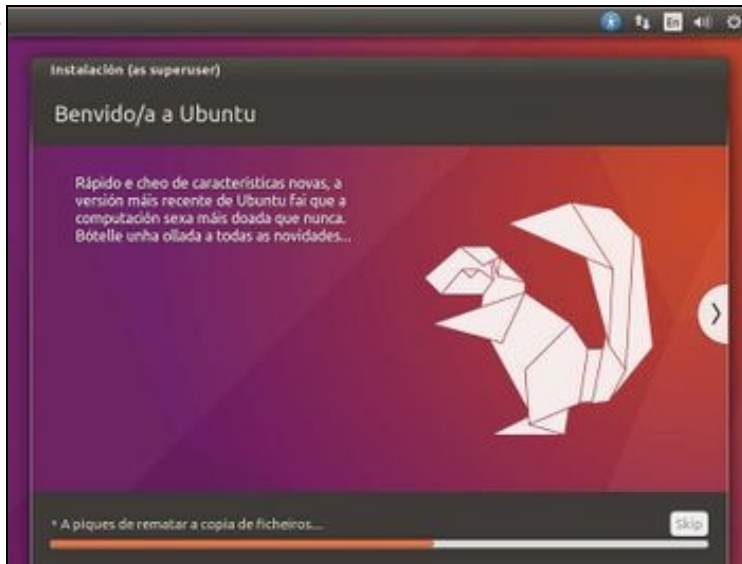 En
Instalación (as superuser)
Benvido/a a Ubuntu
Rápido e cheo de características novas, a
versión máis recente de Ubuntu fai que a
computación sexa máis doada que nunca.
Bótelle unha ollada a todas as novidades...
* A piques de rematar a copia de ficheiros...
Skip